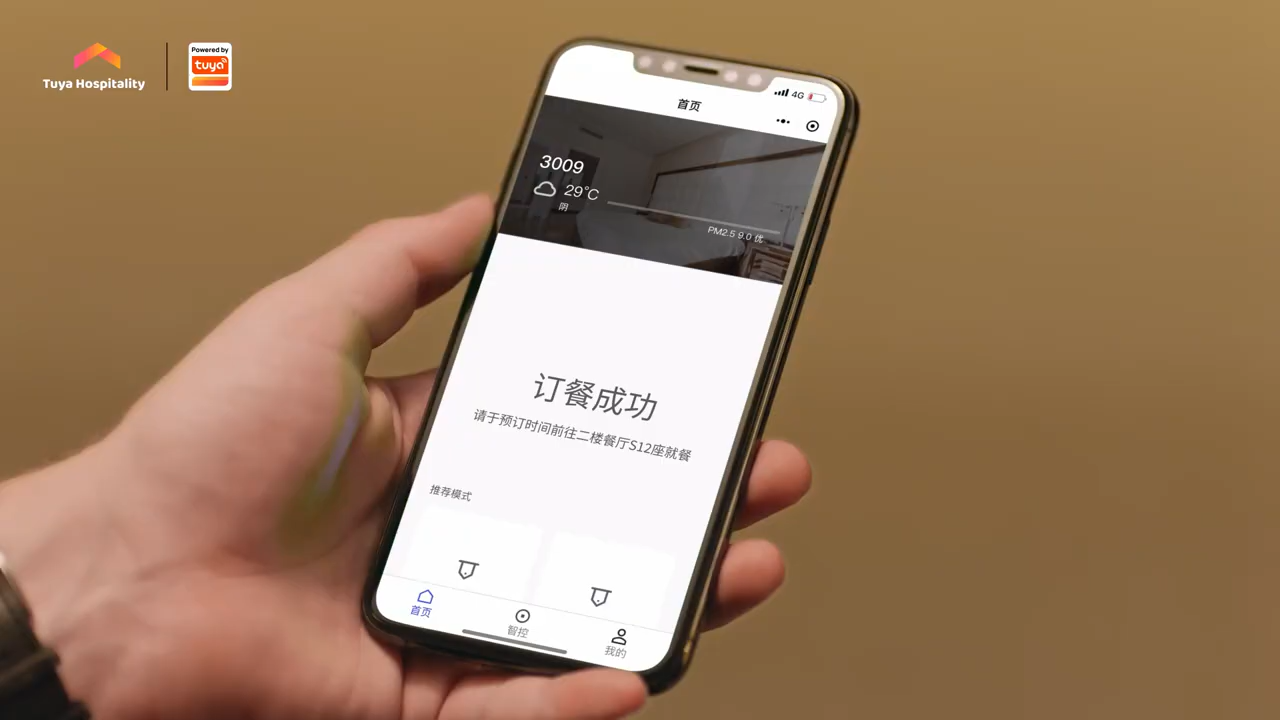 Tuya Hospitality
Powered by
tuya
4G
首页
3009
29°C
阴
PM2.5 9.0 优
订餐成功
请于预订时间前往二楼餐厅S12座就餐
推荐模式
首页
智控
我的